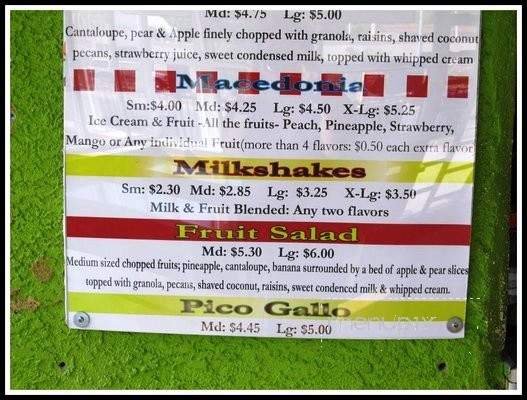 Md: $4.75 Lg: $5.00
Cantaloupe, pear & Apple finely chopped with granola, raisins, shaved coconut
pecans, strawberry juice, sweet condensed milk, topped with whipped cream
Macedonia
Sm:$4.00 Md: $4.25 Lg: $4.50 X-Lg: $5.25
Ice Cream & Fruit -All the fruits- Peach, Pineapple, Strawberry,
Mango or Any individual Fruit(more than 4 flavors: $0.50 each extra flavor
Milkshakes
Sm: $2.30 Md: $2.85 Lg: $3.25 X-Lg: $3.50
Milk & Fruit Blended: Any two flavors
Fruit Salad
Md: $5.30 Lg: $6.00
Medium sized chopped fruits; pineapple, cantaloupe, banana surrounded by a bed of apple & pear slices
topped with granola, pecans, shaved coconut, raisins, sweet condenced milk & whipped cream.
Pico Gallo
Md: $4.45 Lg: $5.00
menupix